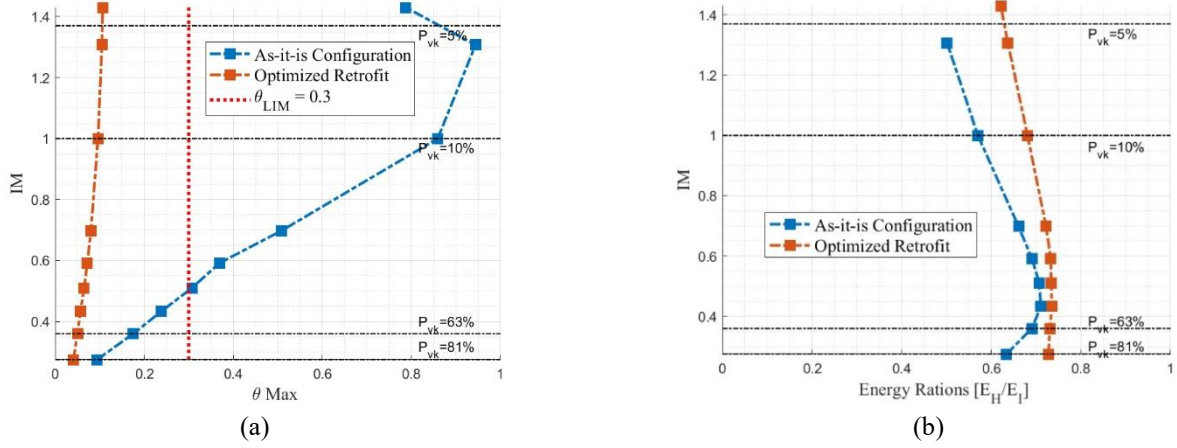 1.4
1.2
1
0.8
0.6
0.4
IM
P_vk=5%
As-it-is Configuration
Optimized Retrofit
θ_LIM = 0.3
P_vk=10%
P_vk=63%
P_vk=81%
0 0.2 0.4 0.6 0.8 1
θ Max
(a)
1.4
1.2
1
0.8
0.6
0.4
IM
P_vk=5%
P_vk=10%
As-it-is Configuration
Optimized Retrofit
P_vk=63%
P_vk=81%
0 0.2 0.4 0.6 0.8 1
Energy Rations [E_H/E_I]
(b)